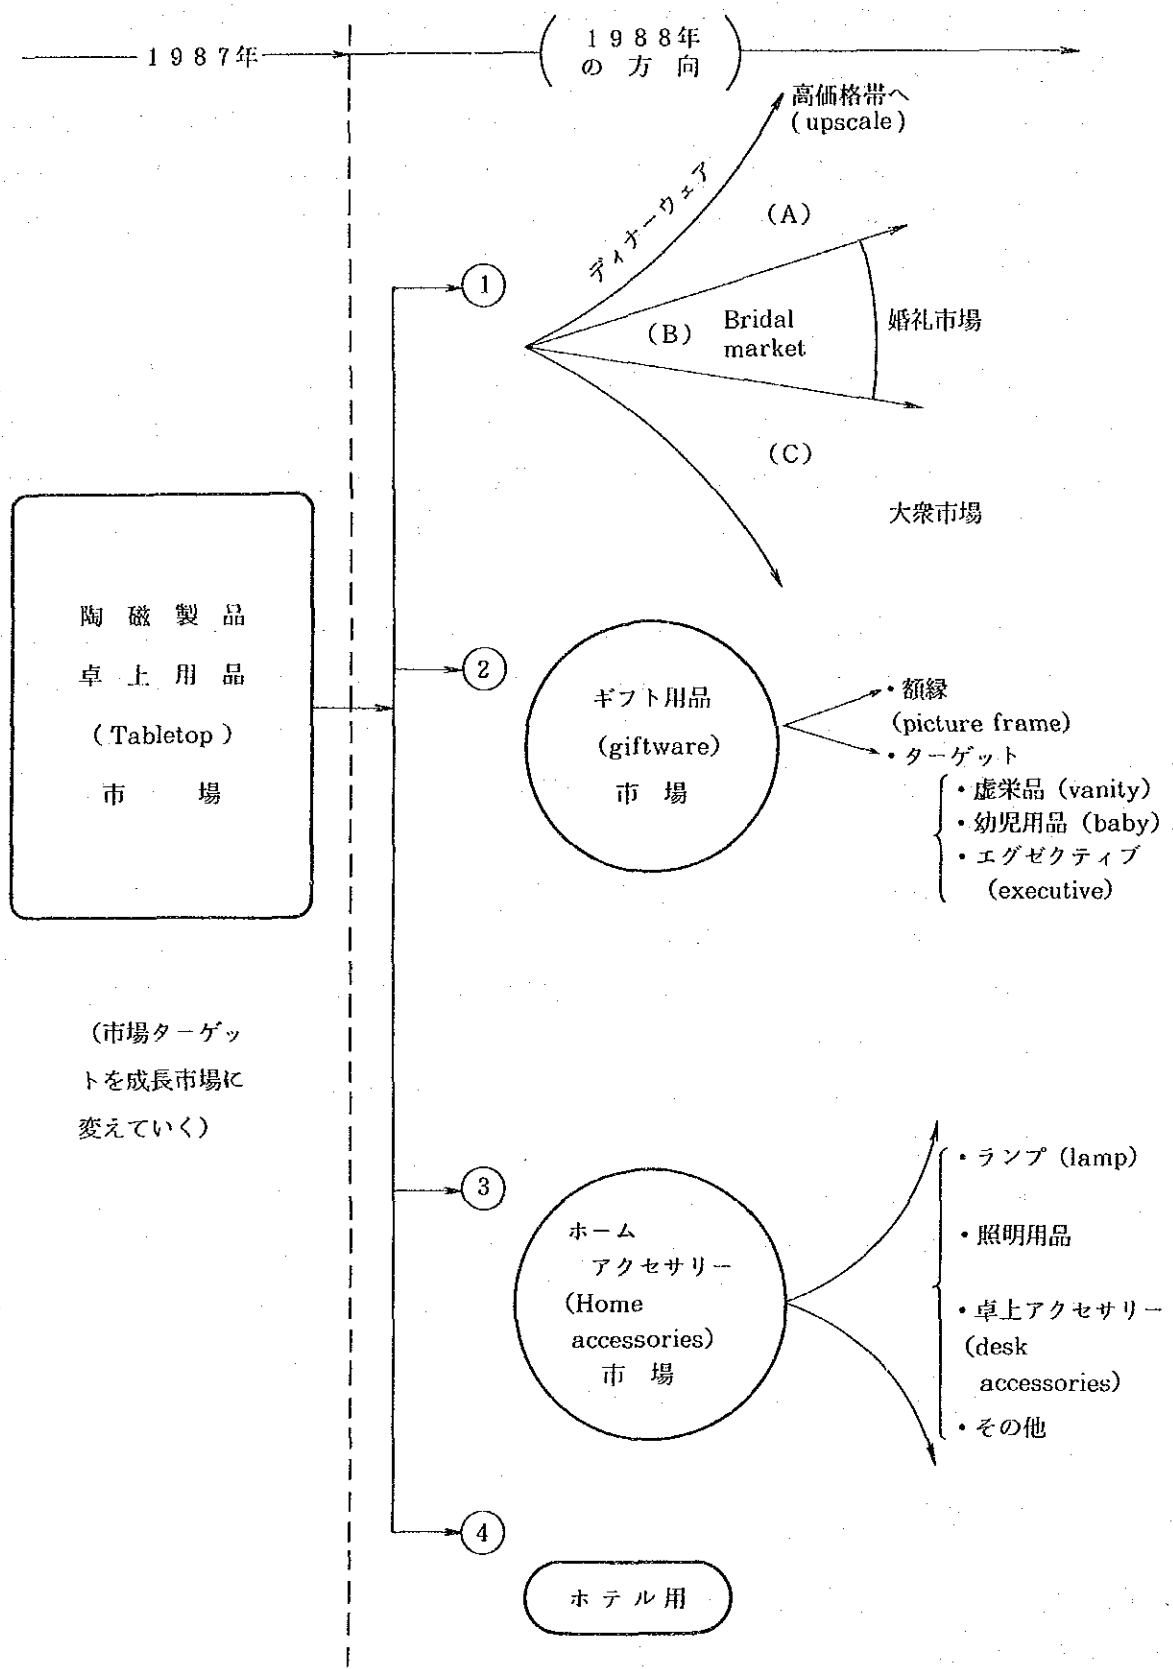 1987年
1988年
の方向
高価格帯へ
(upscale)
ディナーウェア
(A)
①
(B) Bridal
market
婚礼市場
(C)
大衆市場
陶磁製品
卓上用品
(Tabletop)
市場
(市場ターゲッ
トを成長市場に
変えていく)
②
ギフト用品
(giftware)
市場
・額縁
(picture frame)
・ターゲット
・虚栄品 (vanity)
・幼児用品 (baby)
・エグゼクティブ
(executive)
③
ホーム
アクセサリー
(Home
accessories)
市場
・ランプ (lamp)
・照明用品
・卓上アクセサリー
(desk
accessories)
・その他
④
ホテル用